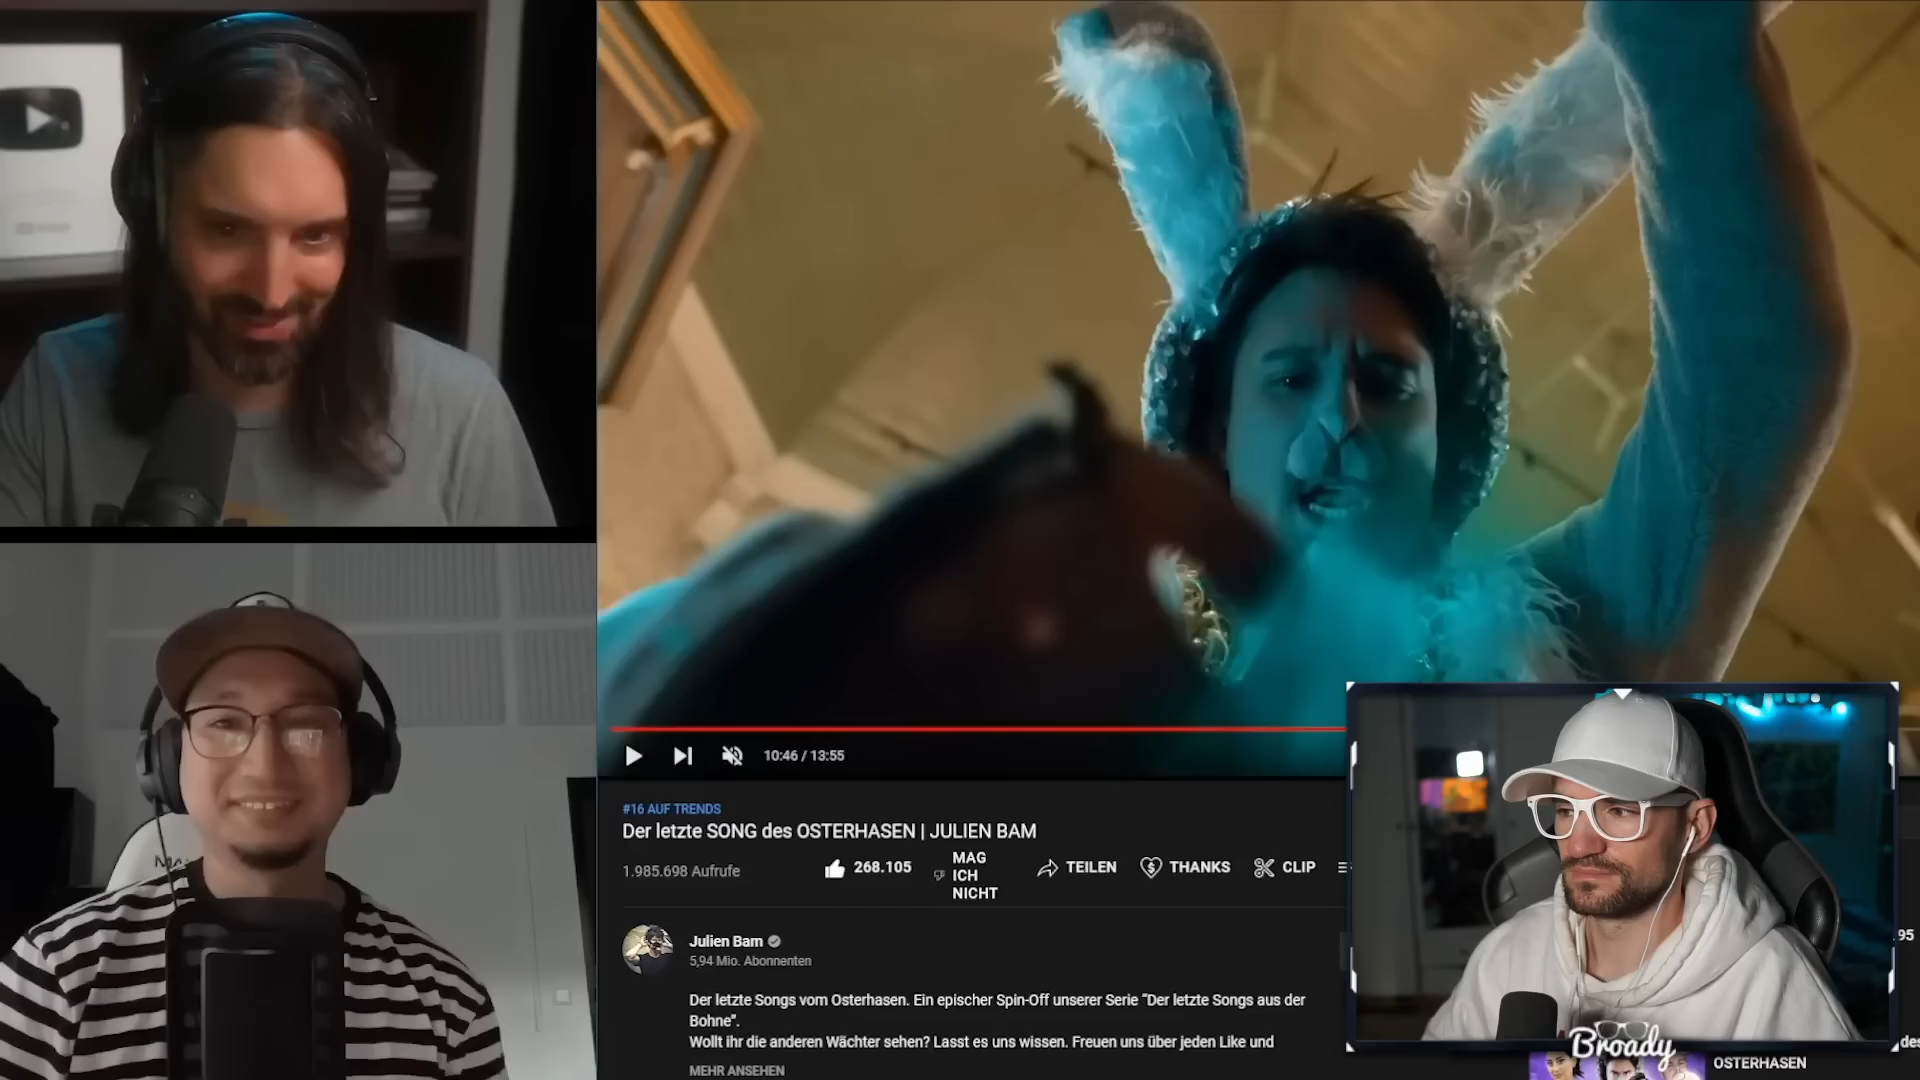 10:46 / 13:55
#16 AUF TRENDS
Der letzte SONG des OSTERHASEN | JULIEN BAM
1.985.698 Aufrufe
268.105
MAG
ICH
NICHT
TEILEN
THANKS
CLIP
Julien Bam
5,94 Mio. Abonnenten
Der letzte Songs vom Osterhasen. Ein epischer Spin-Off unserer Serie "Der letzte Songs aus der
Bohne".
Wollt ihr die anderen Wächter sehen? Lasst es uns wissen. Freuen uns über jeden Like und
MEHR ANSEHEN
Broady
OSTERHASEN